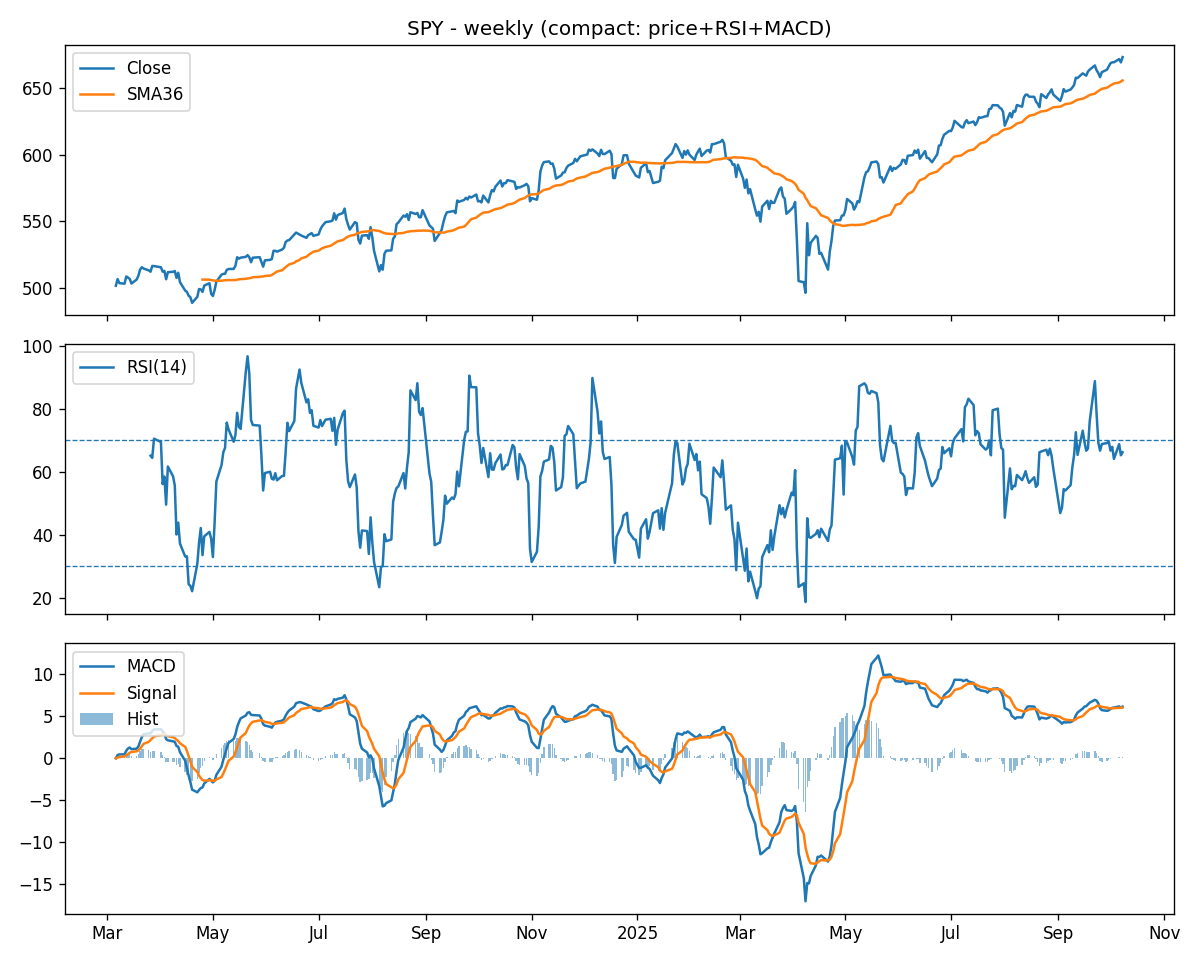 SPY - weekly (compact: price+RSI+MACD)
Close
SMA36
650
600
550
500
RSI(14)
100
80
60
40
20
MACD
Signal
Hist
10
5
0
−5
−10
−15
Mar May Jul Sep Nov 2025 Mar May Jul Sep Nov